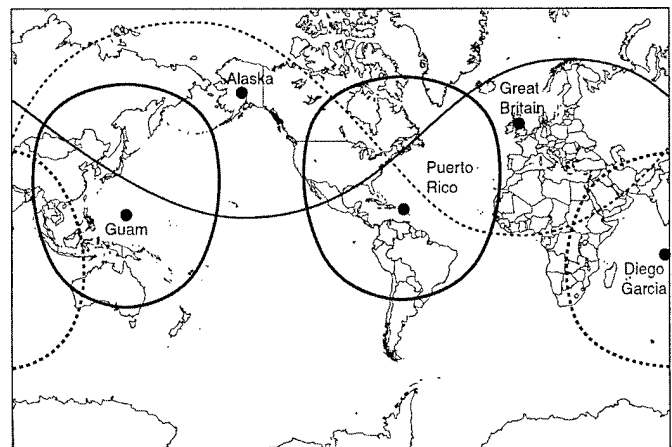 Alaska
Great
Britain
Puerto
Rico
Guam
Diego
Garcia